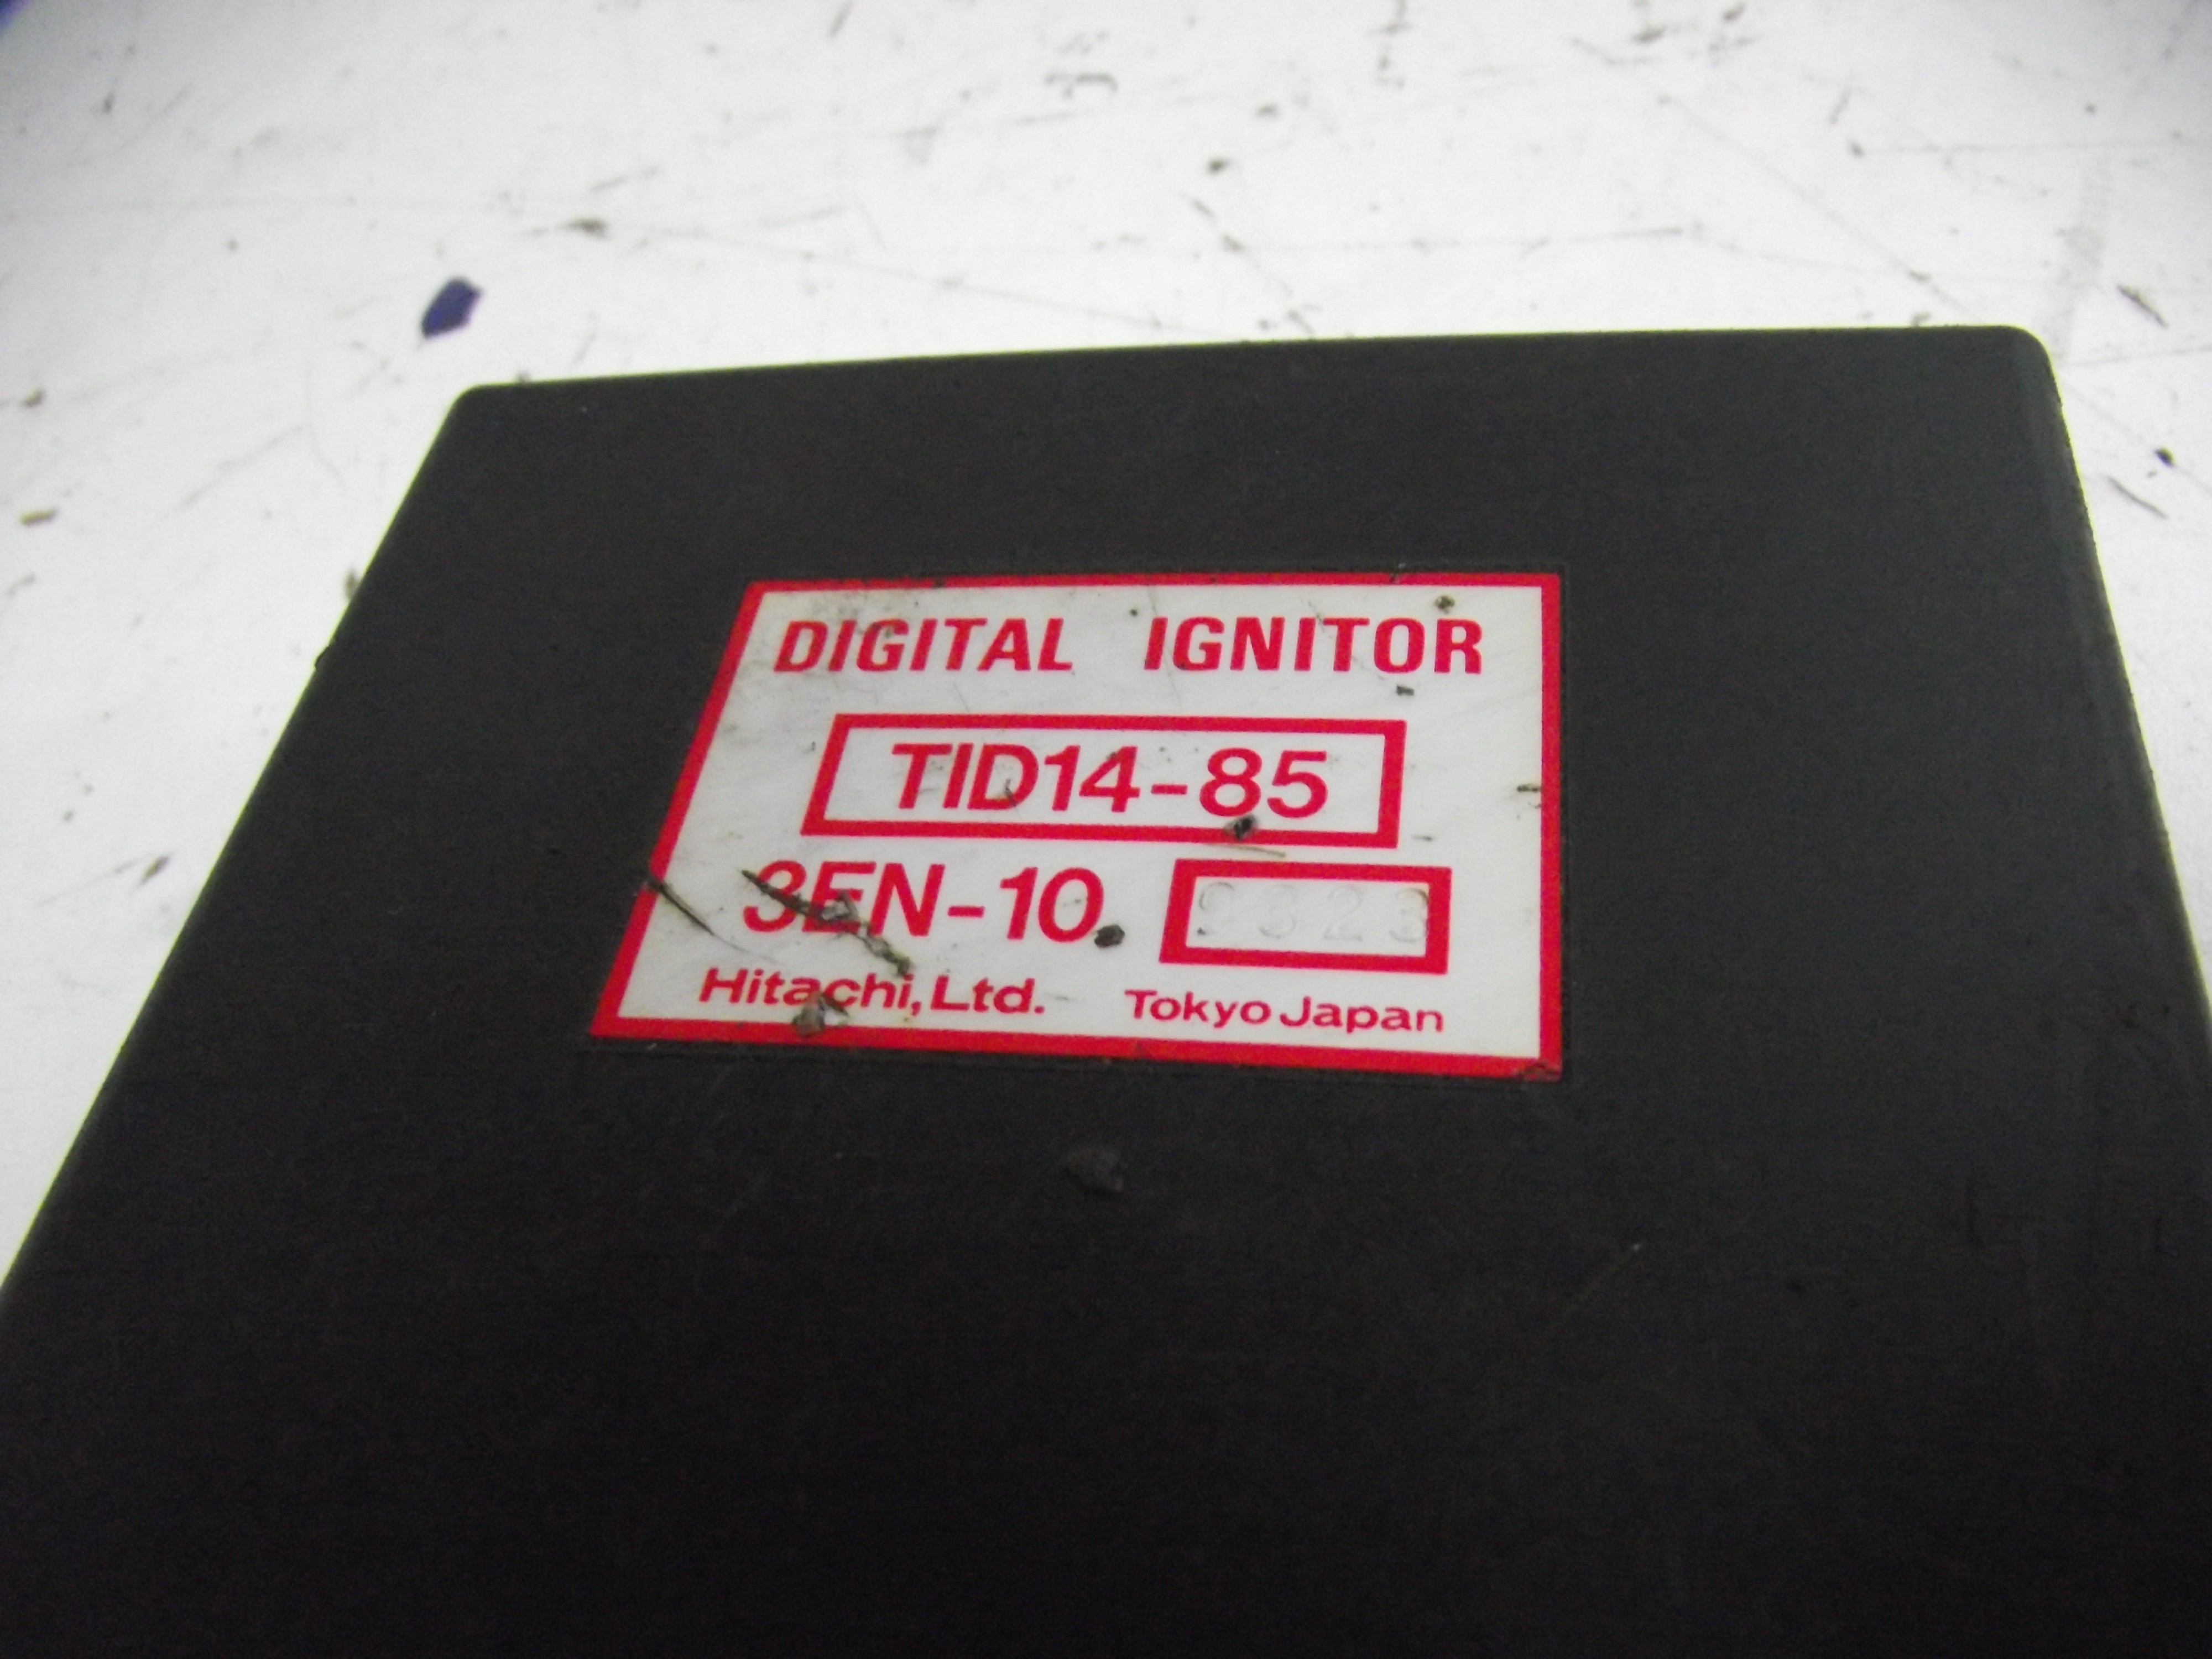 DIGITAL IGNITOR
TID14-85
3EN-10
Hitachi, Ltd. Tokyo Japan